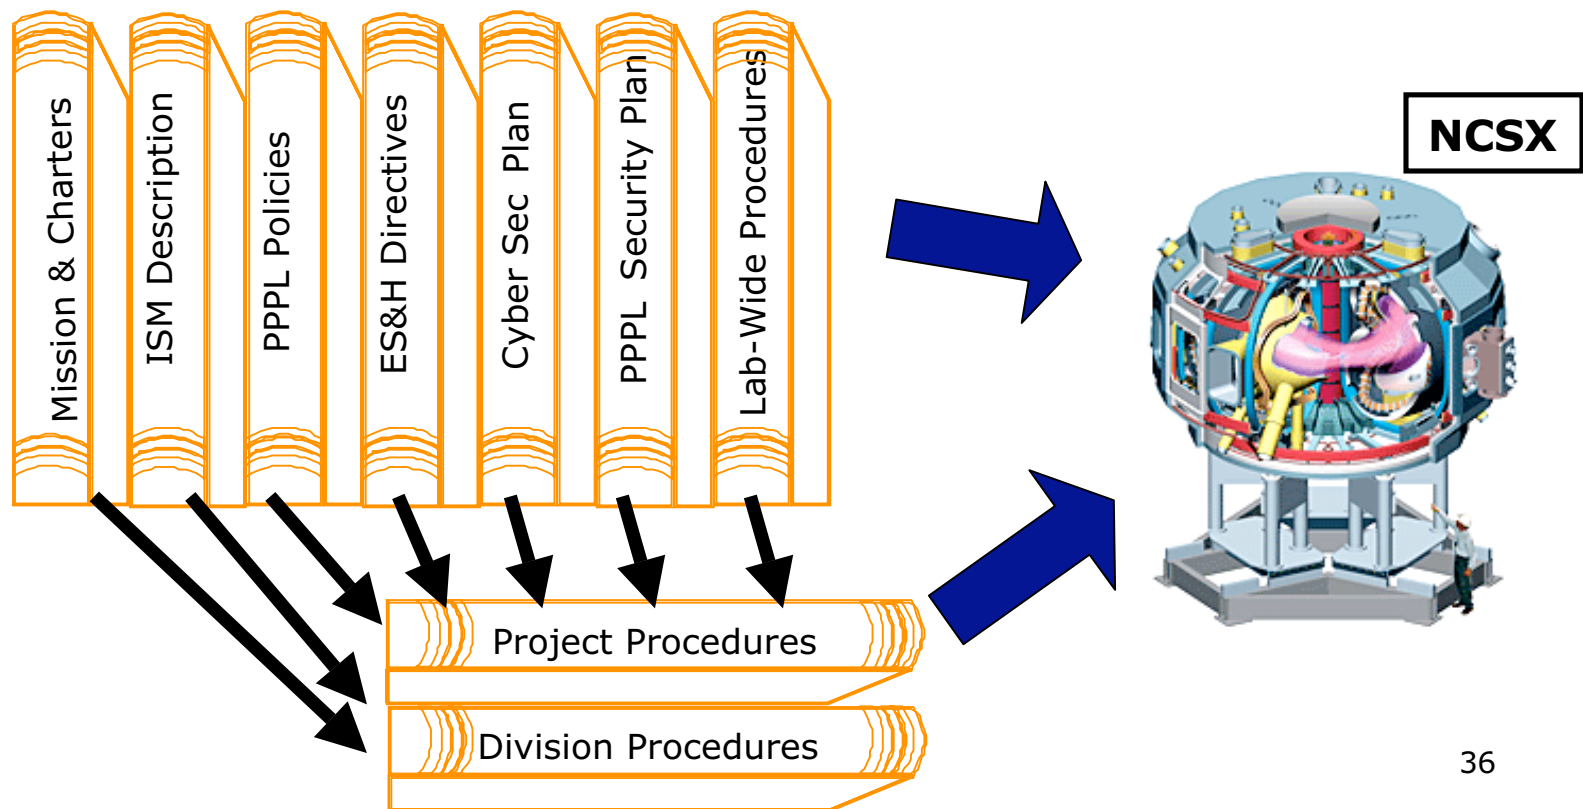 Mission & Charters
ISM Description
PPPL Policies
ES&H Directives
Cyber Sec Plan
PPPL Security Plan
Lab-Wide Procedures
NCSX
Project Procedures
Division Procedures
36